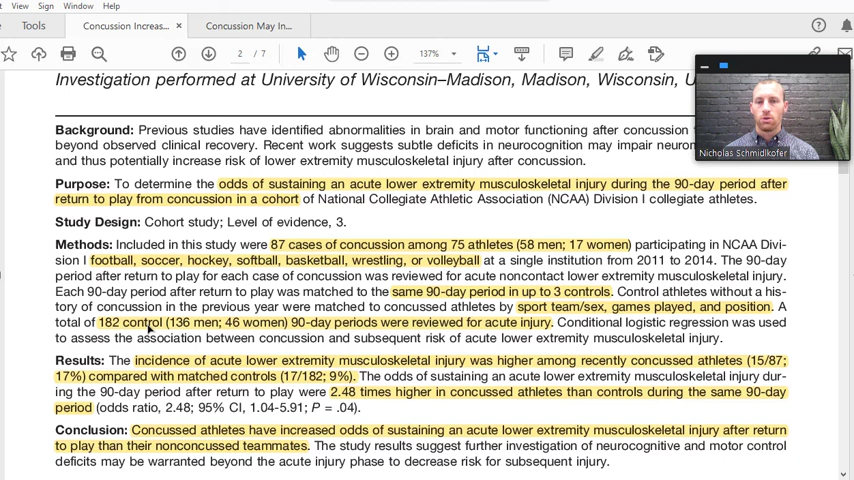 t View Sign Window Help
Tools Concussion Increas... × Concussion May In...
2 / 7 137%
Investigation performed at University of Wisconsin–Madison, Madison, Wisconsin, U
Nicholas Schmidlkofer
Background: Previous studies have identified abnormalities in brain and motor functioning after concussion
beyond observed clinical recovery. Recent work suggests subtle deficits in neurocognition may impair neurom
and thus potentially increase risk of lower extremity musculoskeletal injury after concussion.
Purpose: To determine the odds of sustaining an acute lower extremity musculoskeletal injury during the 90-day period after
return to play from concussion in a cohort of National Collegiate Athletic Association (NCAA) Division I collegiate athletes.
Study Design: Cohort study; Level of evidence, 3.
Methods: Included in this study were 87 cases of concussion among 75 athletes (58 men; 17 women) participating in NCAA Divi-
sion I football, soccer, hockey, softball, basketball, wrestling, or volleyball at a single institution from 2011 to 2014. The 90-day
period after return to play for each case of concussion was reviewed for acute noncontact lower extremity musculoskeletal injury.
Each 90-day period after return to play was matched to the same 90-day period in up to 3 controls. Control athletes without a his-
tory of concussion in the previous year were matched to concussed athletes by sport team/sex, games played, and position. A
total of 182 control (136 men; 46 women) 90-day periods were reviewed for acute injury. Conditional logistic regression was used
to assess the association between concussion and subsequent risk of acute lower extremity musculoskeletal injury.
Results: The incidence of acute lower extremity musculoskeletal injury was higher among recently concussed athletes (15/87;
17%) compared with matched controls (17/182; 9%). The odds of sustaining an acute lower extremity musculoskeletal injury dur-
ing the 90-day period after return to play were 2.48 times higher in concussed athletes than controls during the same 90-day
period (odds ratio, 2.48; 95% CI, 1.04-5.91; P = .04).
Conclusion: Concussed athletes have increased odds of sustaining an acute lower extremity musculoskeletal injury after return
to play than their nonconcussed teammates. The study results suggest further investigation of neurocognitive and motor control
deficits may be warranted beyond the acute injury phase to decrease risk for subsequent injury.